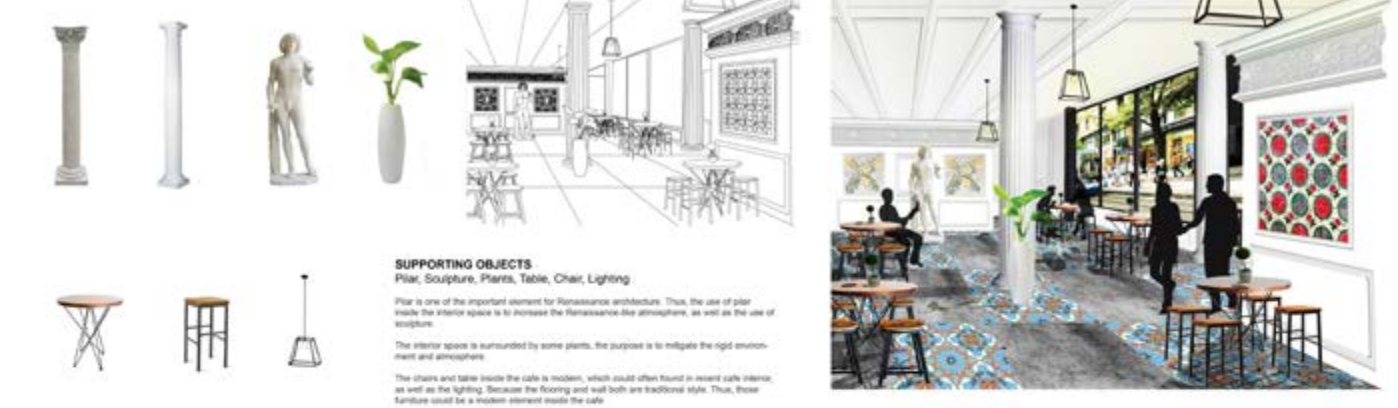 SUPPORTING OBJECTS
Pilar, Sculpture, Plants, Table, Chair, Lighting
Pilar is one of the important element for Renaissance architecture. Thus, the use of pilar
inside the interior space is to increase the Renaissance-like atmosphere, as well as the use of
sculpture.
The interior space is surrounded by some plants, the purpose is to mitigate the rigid environ-
ment and atmosphere
The chairs and table inside the cafe is modern, which could often found in recent cafe interior,
as well as the lighting. Because the flooring and wall both are traditional style. Thus, those
furniture could be a modern element inside the cafe